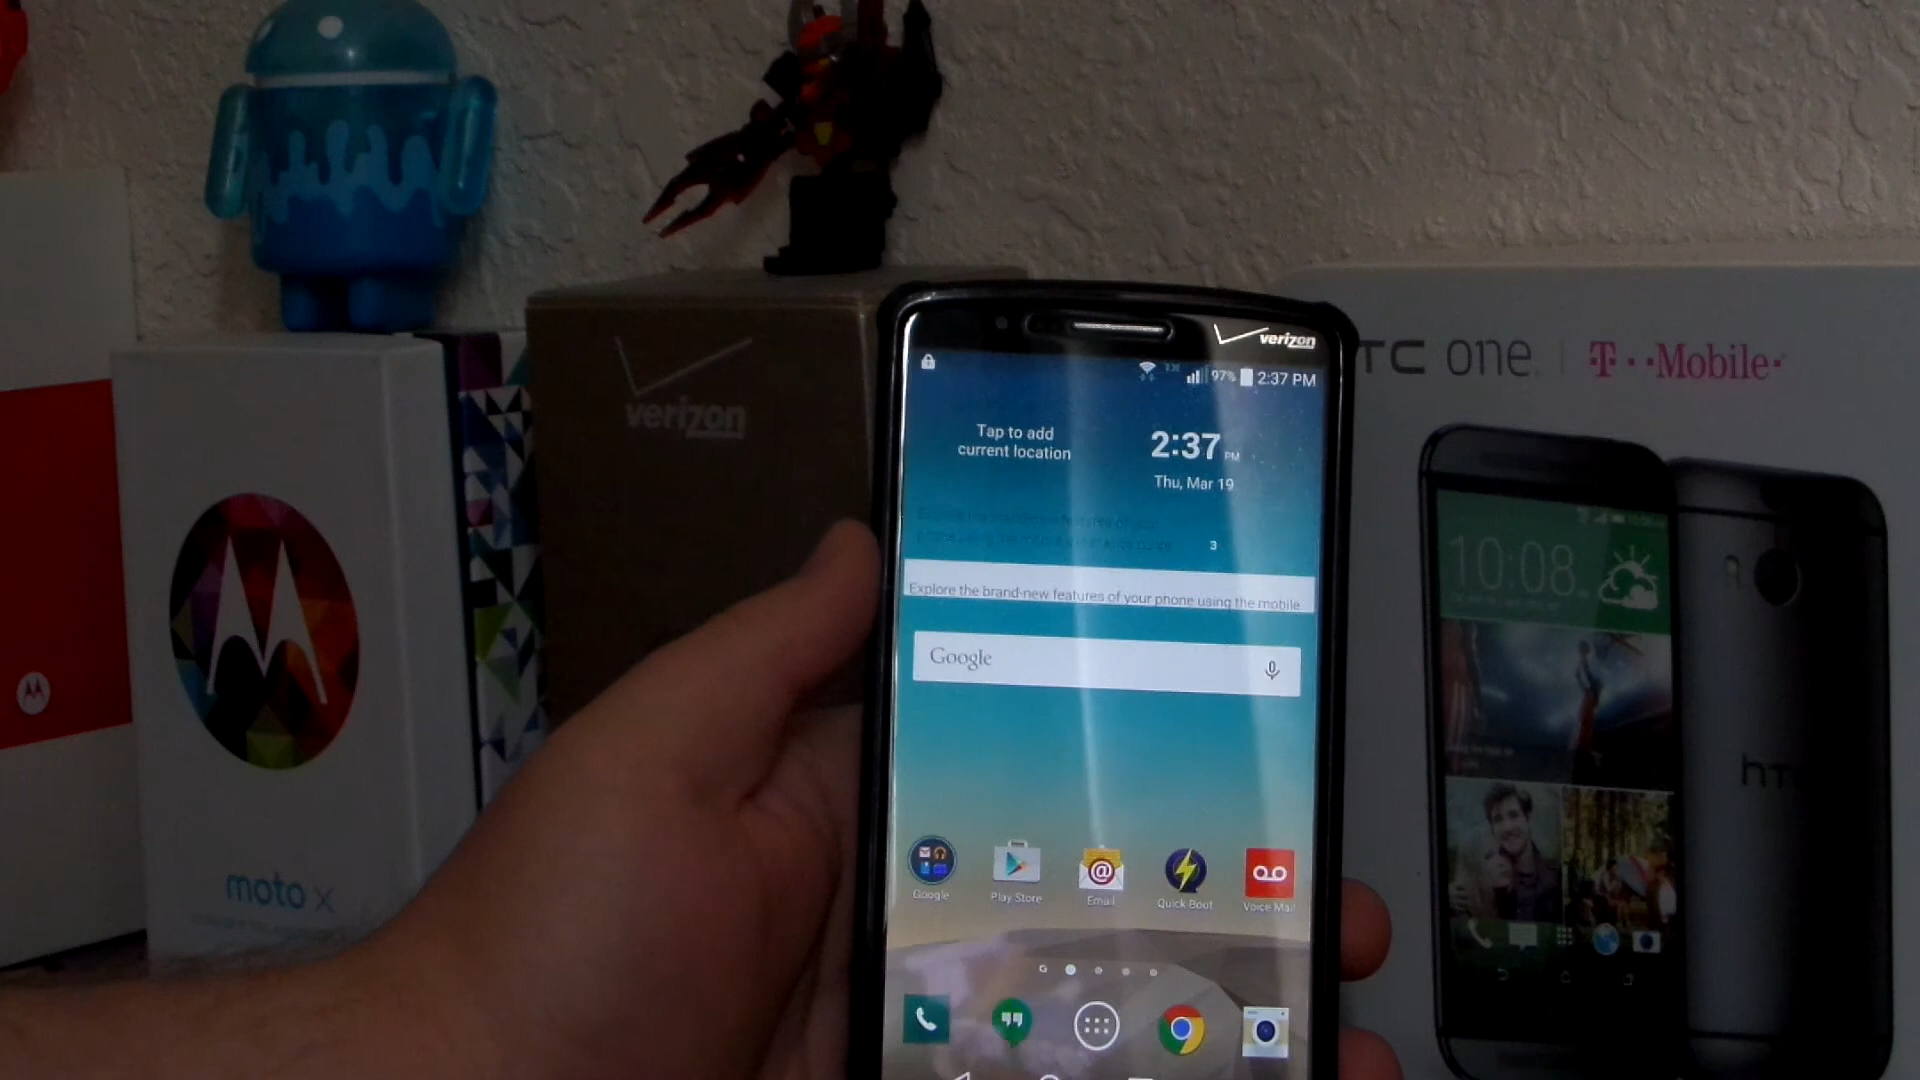 verizon
verizon
TC one
T··Mobile·
97% 2:37 PM
Tap to add
current location
2:37 PM
Thu, Mar 19
3
Explore the brand-new features of your phone using the mobile
Google
10:08
Google
Play Store
Email
Quick Boot
Voice Mail
moto x